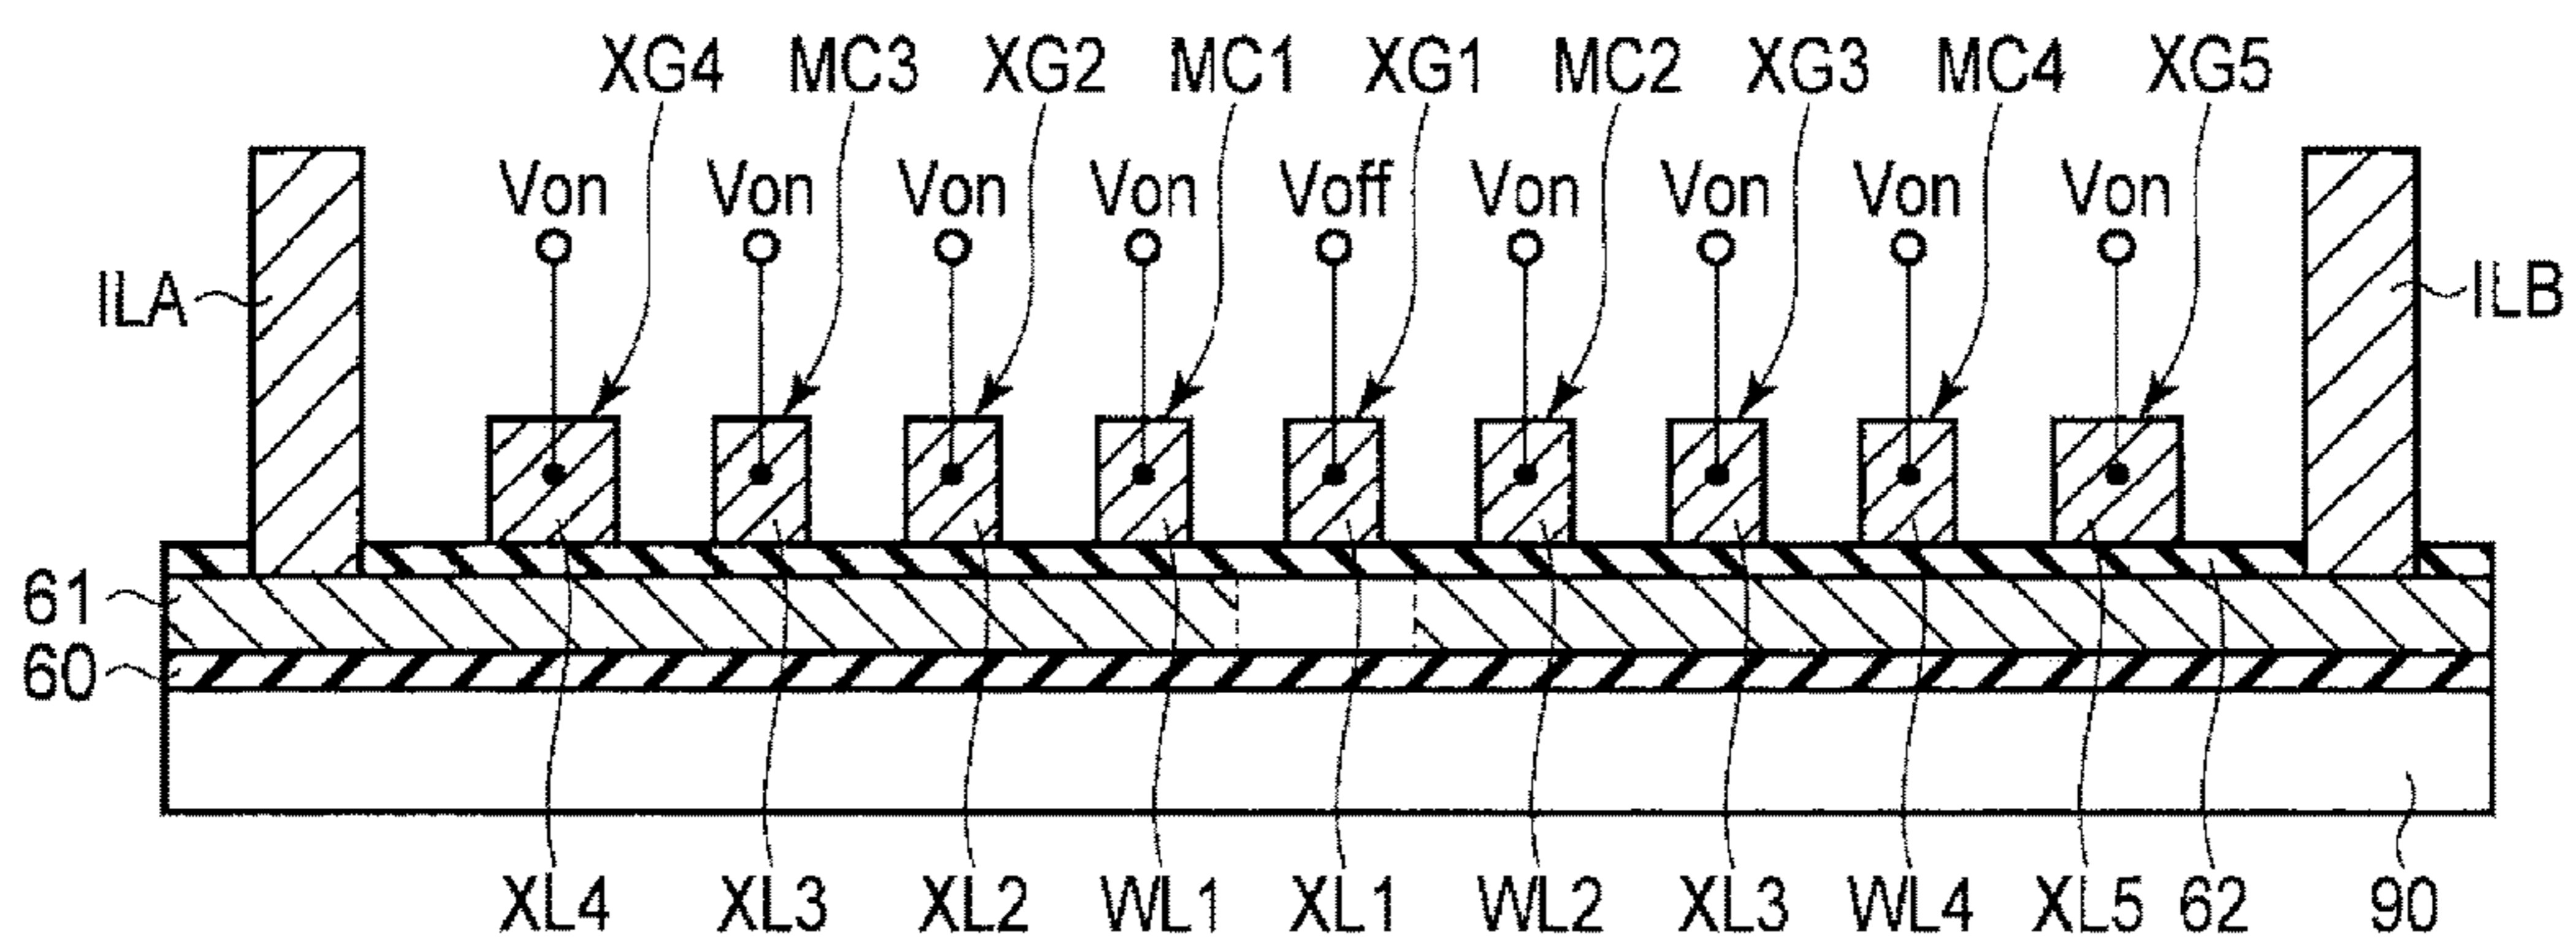 XG4 MC3 XG2 MC1 XG1 MC2 XG3 MC4 XG5
Von Von Von Von Voff Von Von Von Von
ILA ILB
61
60
XL4 XL3 XL2 WL1 XL1 WL2 XL3 WL4 XL5 62 90